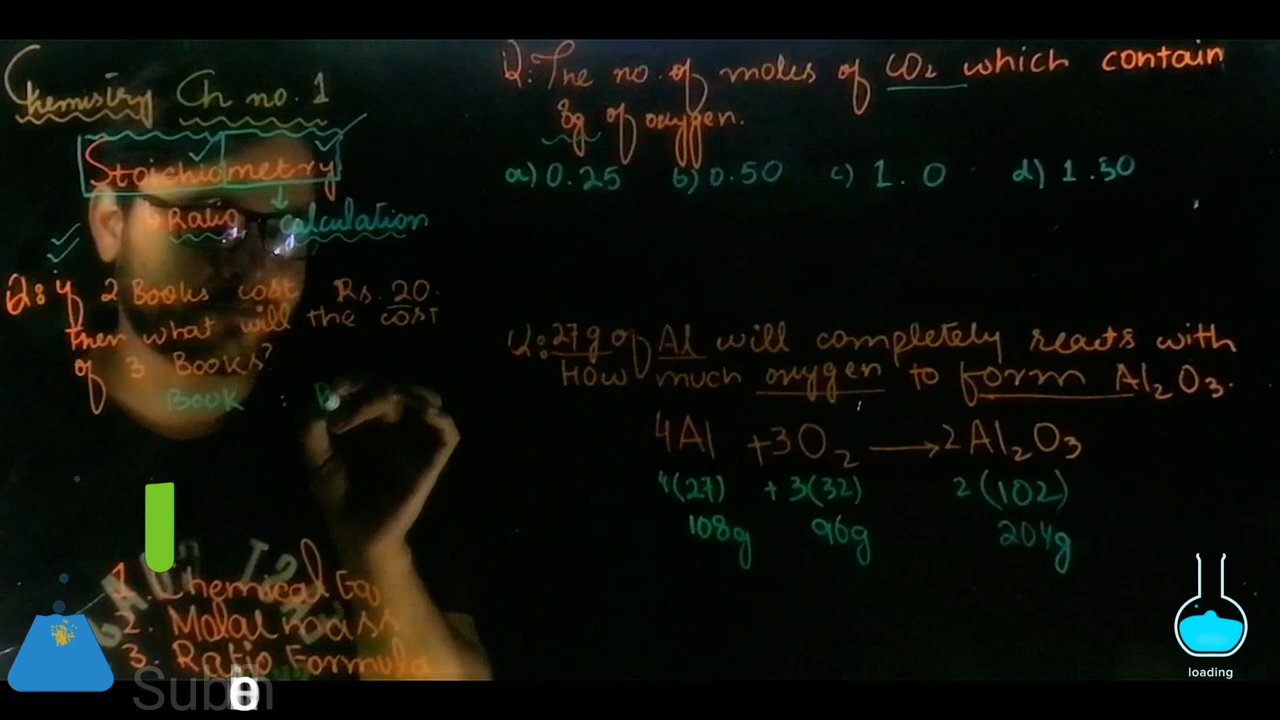 Chemistry Ch no. 1
Stoichiometry
Ratio calculation
Q: if 2 Books cost Rs. 20.
Then what will the cost
of 3 Books?
Book : B
1. Chemical
2. Molar mass
3. Ratio Formula
Q: The no. of moles of CO2 which contain
8g of oxygen.
a) 0.25 b) 0.50 c) 1.0 d) 1.50
Q: 27g of Al will completely reacts with
How much oxygen to form Al2O3.
4Al + 3O2 → 2Al2O3
4(27) + 3(32) 2(102)
108g 96g 204g
loading